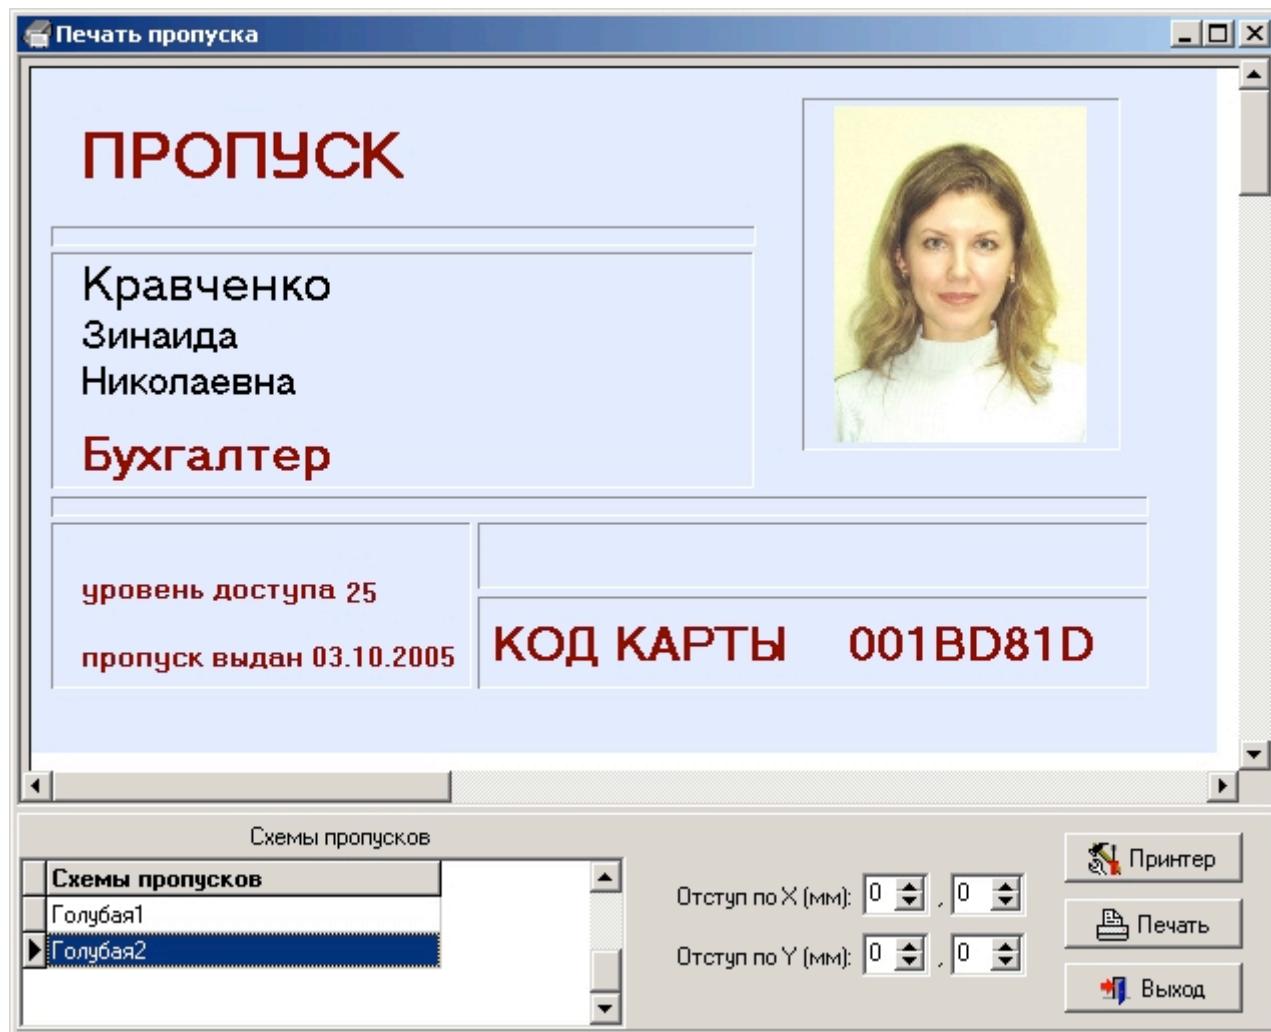 Печать пропуска
ПРОПУСК
Кравченко
Зинаида
Николаевна
Бухгалтер
уровень доступа 25
пропуск выдан 03.10.2005
КОД КАРТЫ 001BD81D
Схемы пропусков
Схемы пропусков
Голубая1
Голубая2
Отступ по X (мм): 0 , 0
Отступ по Y (мм): 0 , 0
Принтер
Печать
Выход